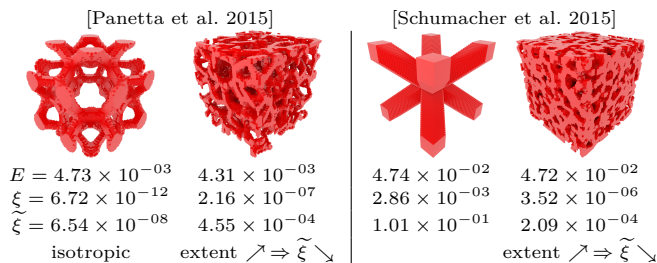 [Panetta et al. 2015] [Schumacher et al. 2015]
E = 4.73 × 10⁻⁰³ 4.31 × 10⁻⁰³ 4.74 × 10⁻⁰² 4.72 × 10⁻⁰²
ξ = 6.72 × 10⁻¹² 2.16 × 10⁻⁰⁷ 2.86 × 10⁻⁰³ 3.52 × 10⁻⁰⁶
ξ̃ = 6.54 × 10⁻⁰⁸ 4.55 × 10⁻⁰⁴ 1.01 × 10⁻⁰¹ 2.09 × 10⁻⁰⁴
isotropic extent ↗ ⇒ ξ̃ ↘ extent ↗ ⇒ ξ̃ ↘